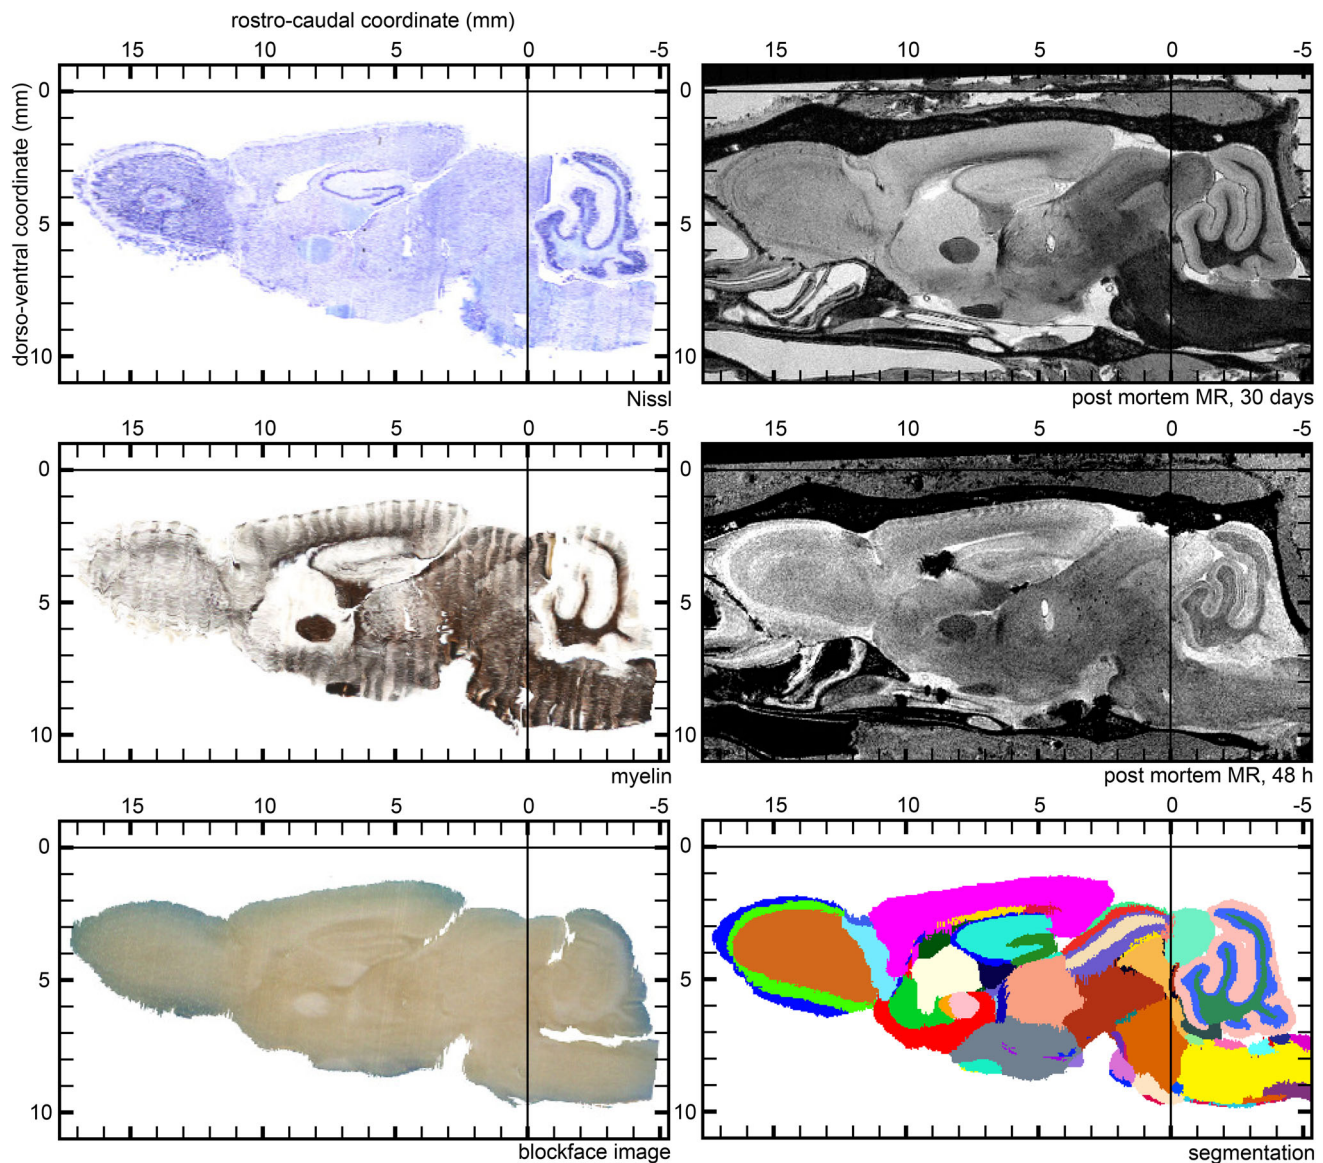 rostro-caudal coordinate (mm)
15 10 5 0 -5 15 10 5 0 -5
dorso-ventral coordinate (mm)
0 0
5 5
10 10
Nissl post mortem MR, 30 days
15 10 5 0 -5 15 10 5 0 -5
0 0
5 5
10 10
myelin post mortem MR, 48 h
15 10 5 0 -5 15 10 5 0 -5
0 0
5 5
10 10
blockface image segmentation